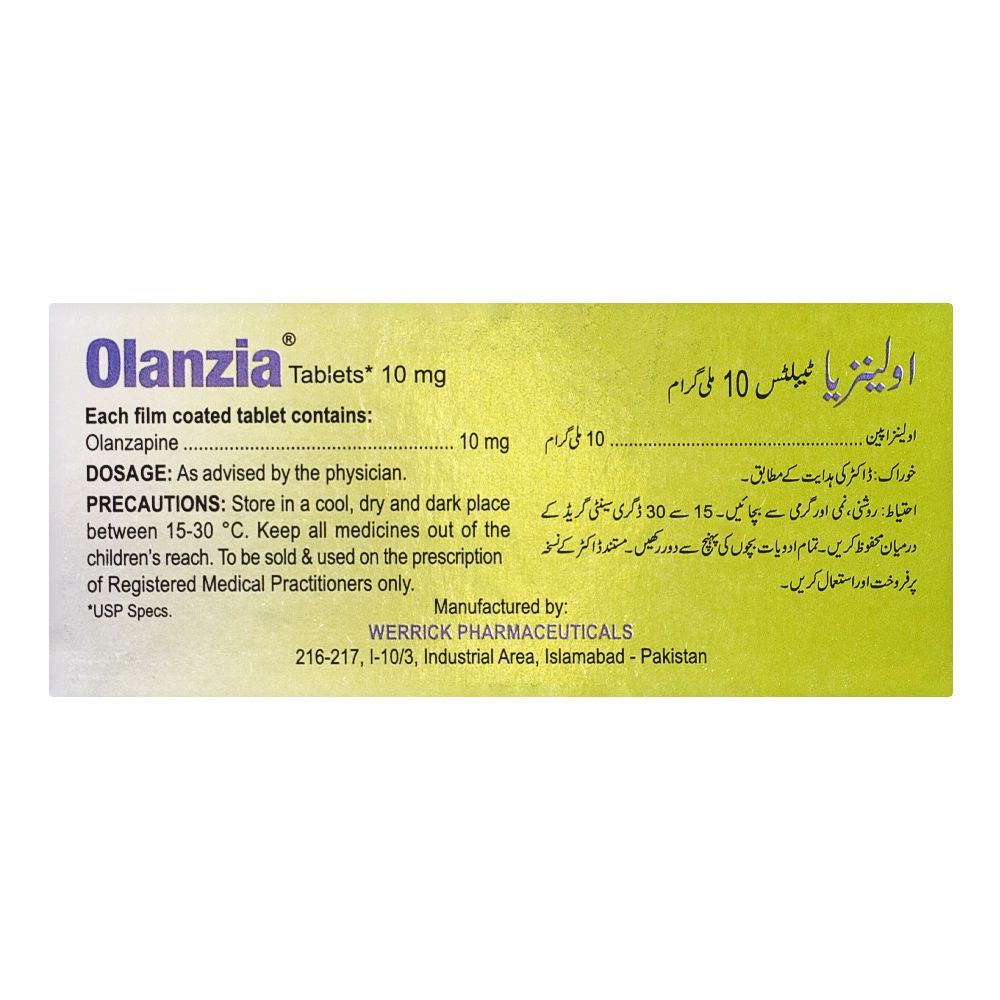 Olanzia® Tablets* 10 mg
Each film coated tablet contains:
Olanzapine .................................................... 10 mg
DOSAGE: As advised by the physician.
PRECAUTIONS: Store in a cool, dry and dark place
between 15-30 °C. Keep all medicines out of the
children's reach. To be sold & used on the prescription
of Registered Medical Practitioners only.
*USP Specs.
اولینزیا ٹیبلٹس 10 ملی گرام
اولینزاپین .................................................... 10 ملی گرام
خوراک: ڈاکٹر کی ہدایت کے مطابق۔
احتیاط: روشنی، نمی اور گرمی سے بچائیں۔ 15 سے 30 ڈگری سینٹی گریڈ کے
درمیان محفوظ کریں۔ تمام ادویات بچوں کی پہنچ سے دور رکھیں۔ مستند ڈاکٹر کے نسخہ
پر فروخت اور استعمال کریں۔
Manufactured by:
WERRICK PHARMACEUTICALS
216-217, I-10/3, Industrial Area, Islamabad - Pakistan